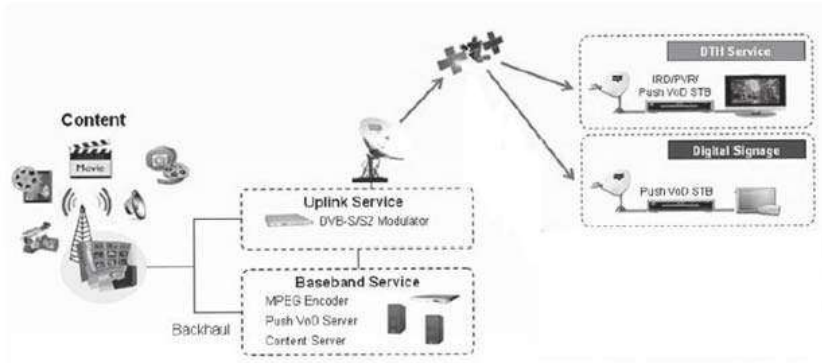 Content
Movie
Backhaul
Uplink Service
DVB-S/S2 Modulator
Baseband Service
MPEG Encoder
Push VoD Server
Content Server
DTH Service
IRD/PVR/
Push VoD STB
Digital Signage
Push VoD STB